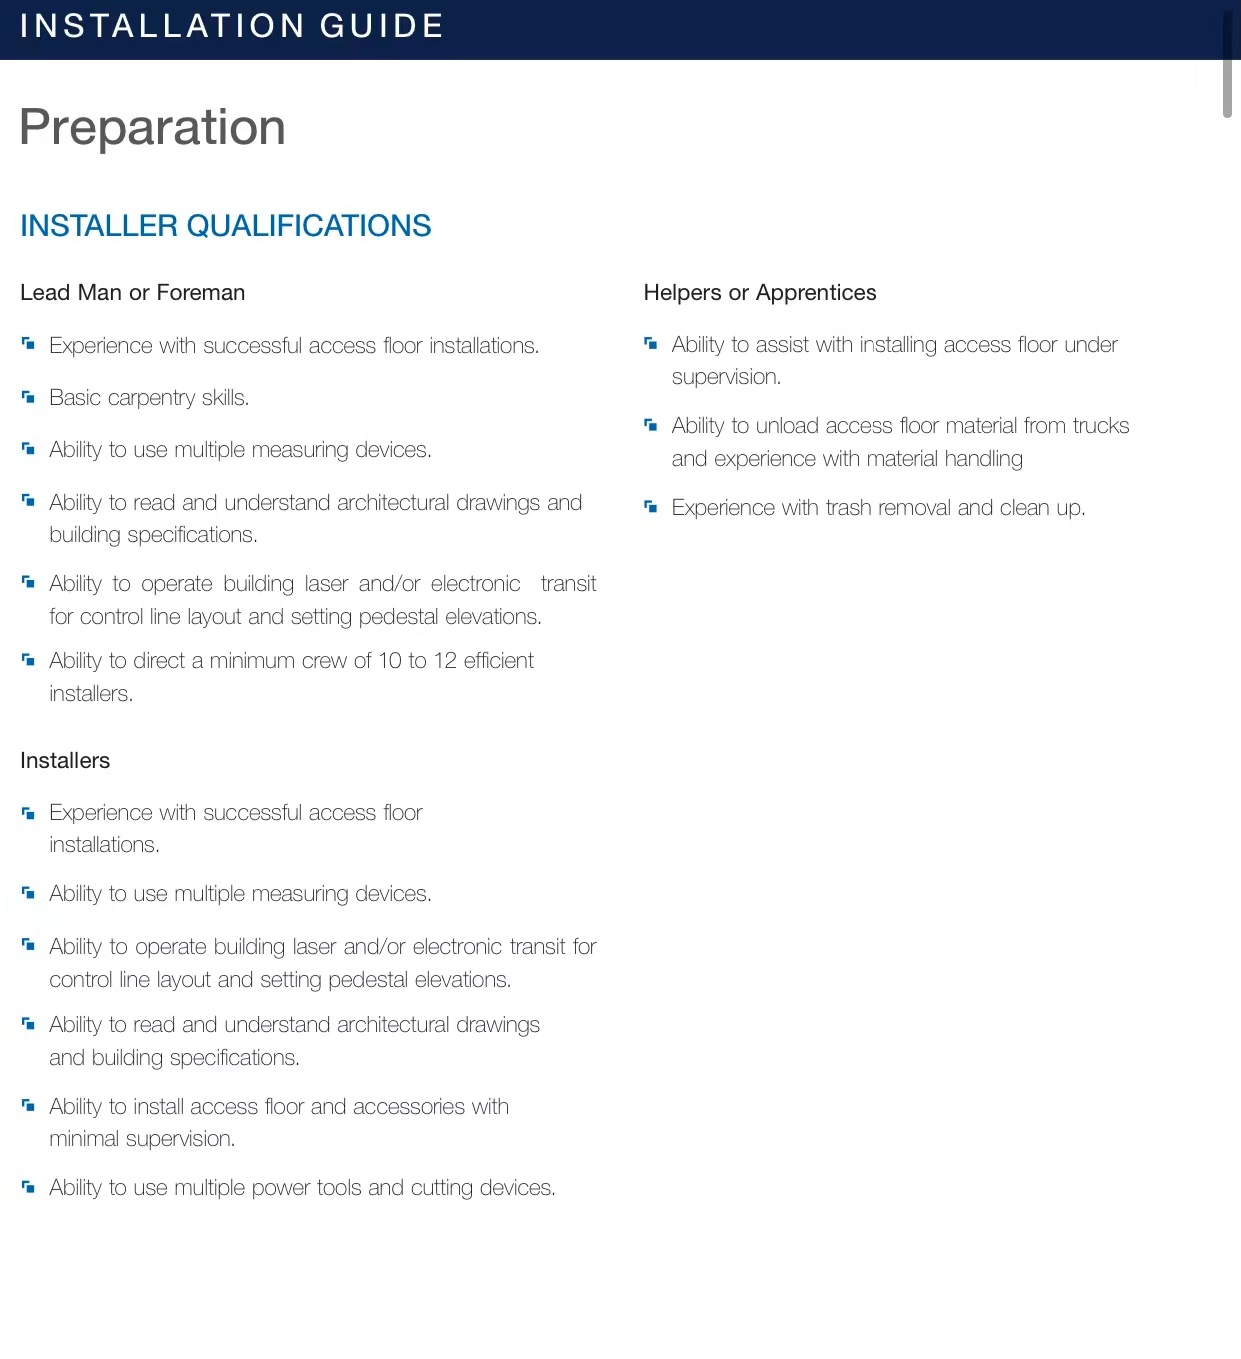 INSTALLATION GUIDE
Preparation
INSTALLER QUALIFICATIONS
Lead Man or Foreman
Experience with successful access floor installations.
Basic carpentry skills.
Ability to use multiple measuring devices.
Ability to read and understand architectural drawings and
building specifications.
Ability to operate building laser and/or electronic transit
for control line layout and setting pedestal elevations.
Ability to direct a minimum crew of 10 to 12 efficient
installers.
Installers
Experience with successful access floor
installations.
Ability to use multiple measuring devices.
Ability to operate building laser and/or electronic transit for
control line layout and setting pedestal elevations.
Ability to read and understand architectural drawings
and building specifications.
Ability to install access floor and accessories with
minimal supervision.
Ability to use multiple power tools and cutting devices.
Helpers or Apprentices
Ability to assist with installing access floor under
supervision.
Ability to unload access floor material from trucks
and experience with material handling
Experience with trash removal and clean up.